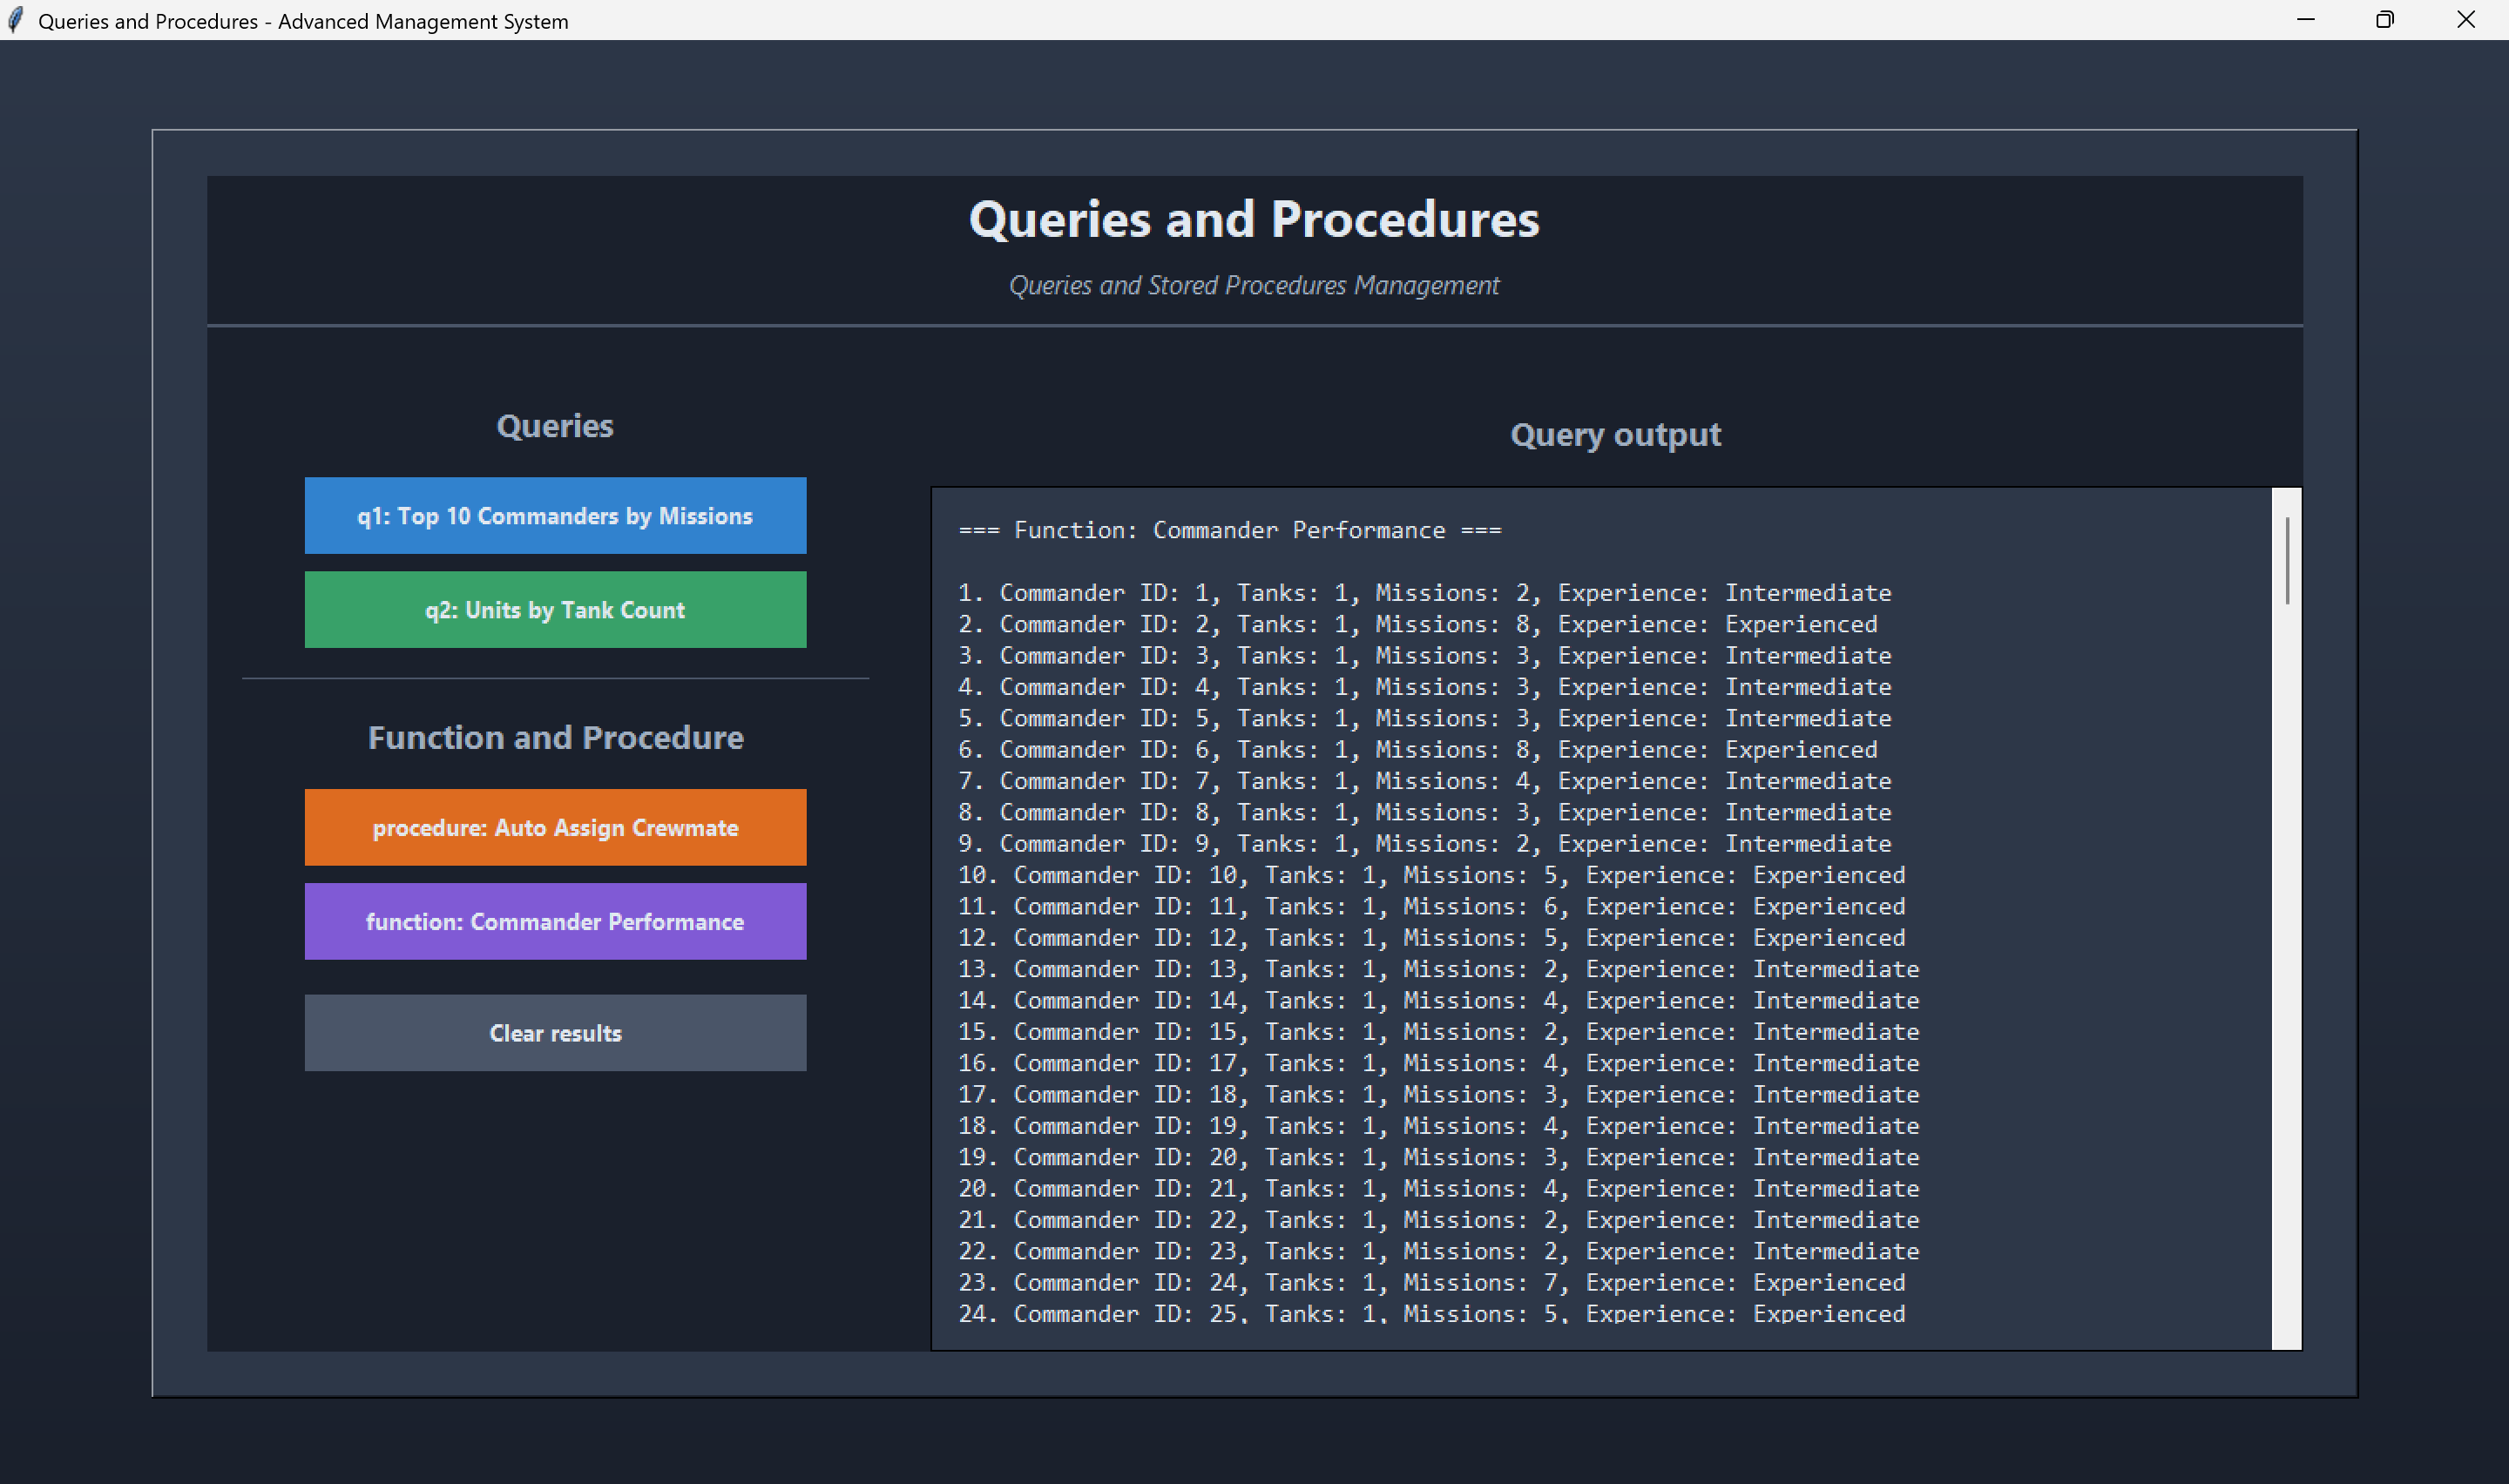 Queries and Procedures - Advanced Management System
Queries and Procedures
Queries and Stored Procedures Management
Queries
q1: Top 10 Commanders by Missions
q2: Units by Tank Count
Function and Procedure
procedure: Auto Assign Crewmate
function: Commander Performance
Clear results
Query output
=== Function: Commander Performance ===
1. Commander ID: 1, Tanks: 1, Missions: 2, Experience: Intermediate
2. Commander ID: 2, Tanks: 1, Missions: 8, Experience: Experienced
3. Commander ID: 3, Tanks: 1, Missions: 3, Experience: Intermediate
4. Commander ID: 4, Tanks: 1, Missions: 3, Experience: Intermediate
5. Commander ID: 5, Tanks: 1, Missions: 3, Experience: Intermediate
6. Commander ID: 6, Tanks: 1, Missions: 8, Experience: Experienced
7. Commander ID: 7, Tanks: 1, Missions: 4, Experience: Intermediate
8. Commander ID: 8, Tanks: 1, Missions: 3, Experience: Intermediate
9. Commander ID: 9, Tanks: 1, Missions: 2, Experience: Intermediate
10. Commander ID: 10, Tanks: 1, Missions: 5, Experience: Experienced
11. Commander ID: 11, Tanks: 1, Missions: 6, Experience: Experienced
12. Commander ID: 12, Tanks: 1, Missions: 5, Experience: Experienced
13. Commander ID: 13, Tanks: 1, Missions: 2, Experience: Intermediate
14. Commander ID: 14, Tanks: 1, Missions: 4, Experience: Intermediate
15. Commander ID: 15, Tanks: 1, Missions: 2, Experience: Intermediate
16. Commander ID: 17, Tanks: 1, Missions: 4, Experience: Intermediate
17. Commander ID: 18, Tanks: 1, Missions: 3, Experience: Intermediate
18. Commander ID: 19, Tanks: 1, Missions: 4, Experience: Intermediate
19. Commander ID: 20, Tanks: 1, Missions: 3, Experience: Intermediate
20. Commander ID: 21, Tanks: 1, Missions: 4, Experience: Intermediate
21. Commander ID: 22, Tanks: 1, Missions: 2, Experience: Intermediate
22. Commander ID: 23, Tanks: 1, Missions: 2, Experience: Intermediate
23. Commander ID: 24, Tanks: 1, Missions: 7, Experience: Experienced
24. Commander ID: 25, Tanks: 1, Missions: 5, Experience: Experienced